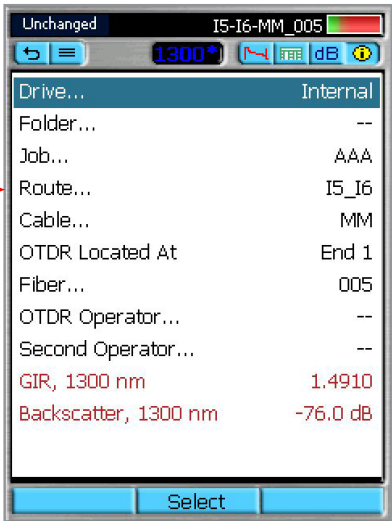 Unchanged I5-I6-MM_005
1300* dB
Drive... Internal
Folder... --
Job... AAA
Route... I5_I6
Cable... MM
OTDR Located At End 1
Fiber... 005
OTDR Operator... --
Second Operator... --
GIR, 1300 nm 1.4910
Backscatter, 1300 nm -76.0 dB
Select